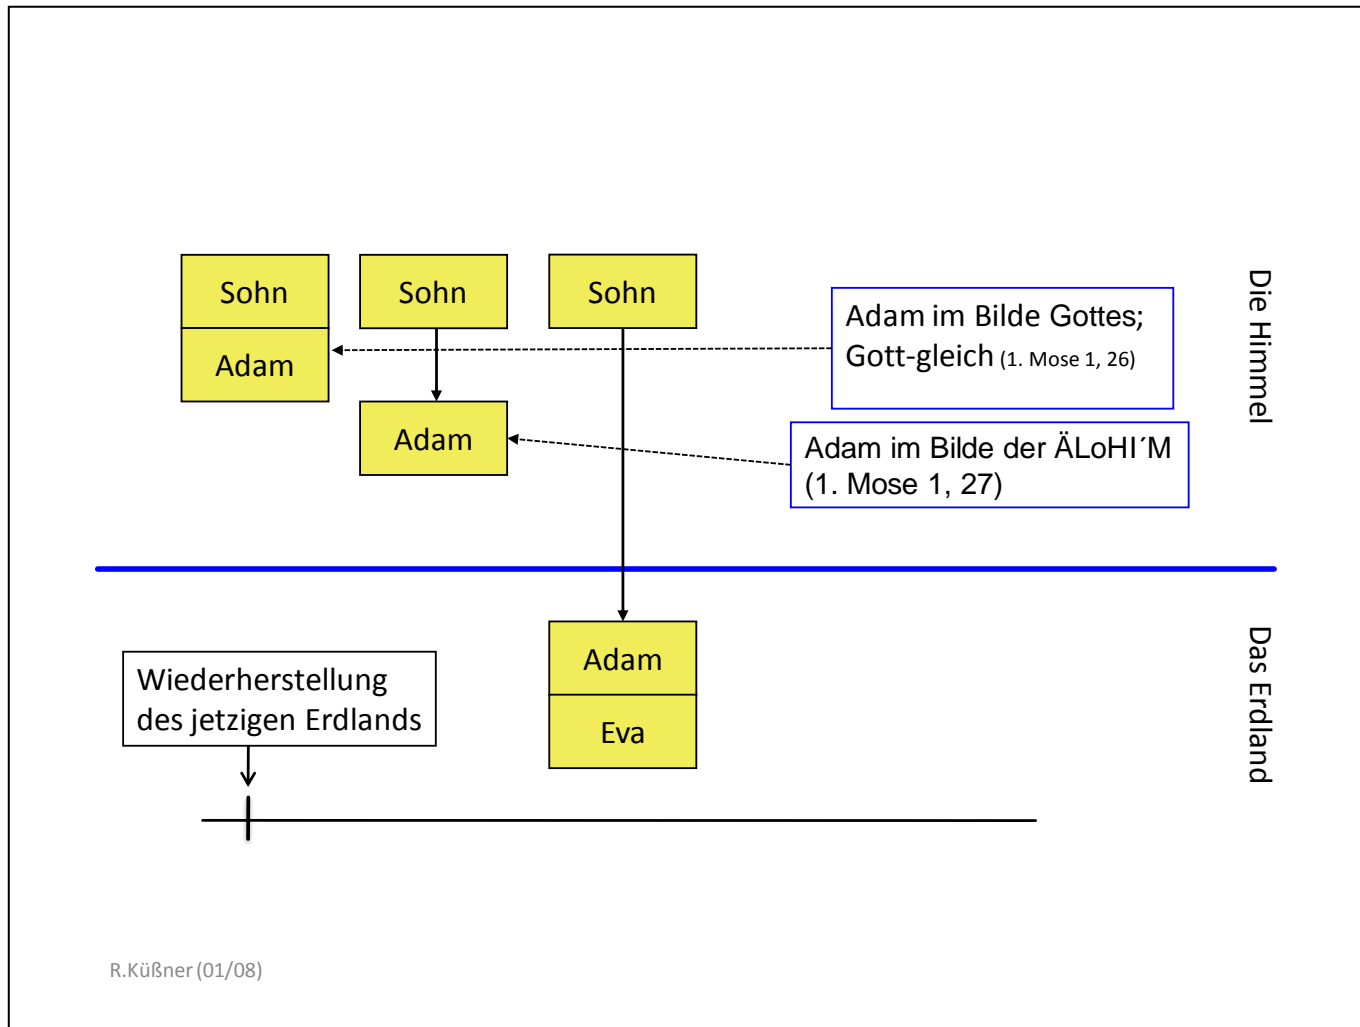 Sohn
Adam
Sohn
Adam
Sohn
Adam im Bilde Gottes;
Gott-gleich (1. Mose 1, 26)
Adam im Bilde der ÄLoHI´M
(1. Mose 1, 27)
Die Himmel
Wiederherstellung
des jetzigen Erdlands
Adam
Eva
Das Erdland
R.Küßner (01/08)